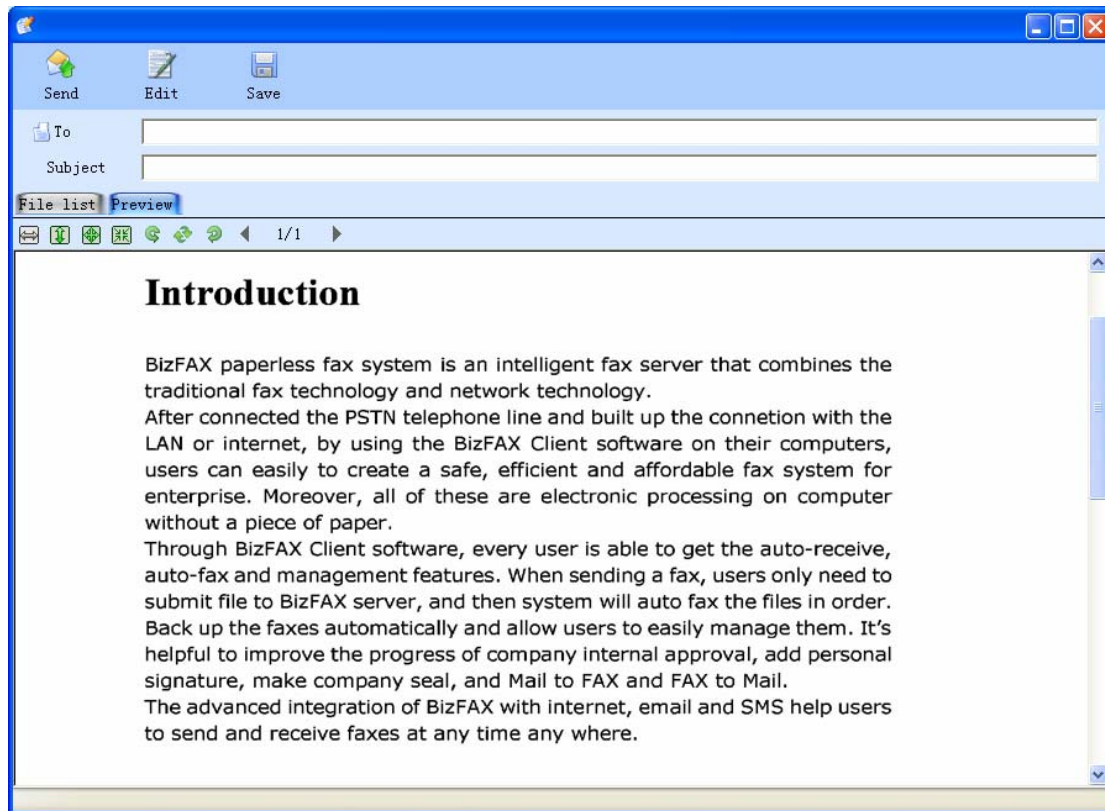 Send Edit Save
To
Subject
File list Preview
1/1
Introduction
BizFAX paperless fax system is an intelligent fax server that combines the
traditional fax technology and network technology.
After connected the PSTN telephone line and built up the connetion with the
LAN or internet, by using the BizFAX Client software on their computers,
users can easily to create a safe, efficient and affordable fax system for
enterprise. Moreover, all of these are electronic processing on computer
without a piece of paper.
Through BizFAX Client software, every user is able to get the auto-receive,
auto-fax and management features. When sending a fax, users only need to
submit file to BizFAX server, and then system will auto fax the files in order.
Back up the faxes automatically and allow users to easily manage them. It’s
helpful to improve the progress of company internal approval, add personal
signature, make company seal, and Mail to FAX and FAX to Mail.
The advanced integration of BizFAX with internet, email and SMS help users
to send and receive faxes at any time any where.